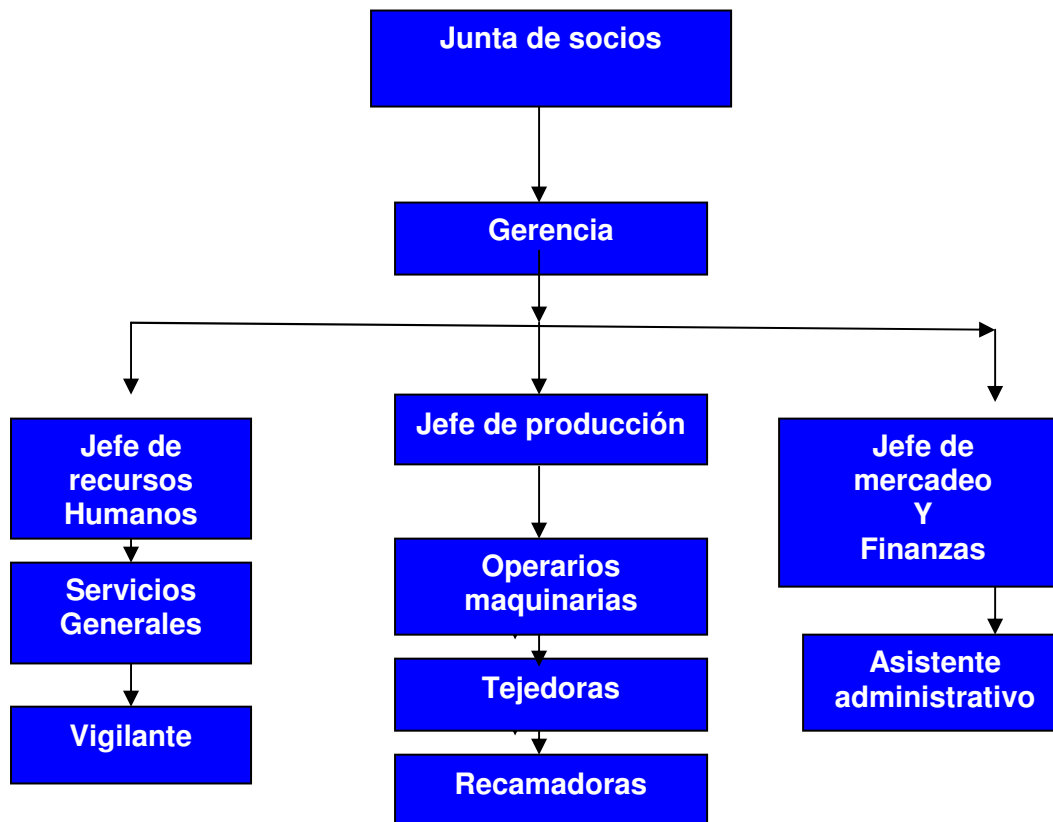 Junta de socios
Gerencia
Jefe de
recursos
Humanos
Jefe de producción
Jefe de
mercadeo
Y
Finanzas
Servicios
Generales
Operarios
maquinarias
Asistente
administrativo
Vigilante
Tejedoras
Recamadoras